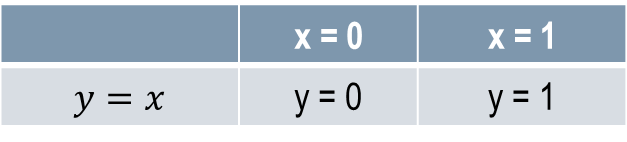 x = 0 x = 1
y = x y = 0 y = 1